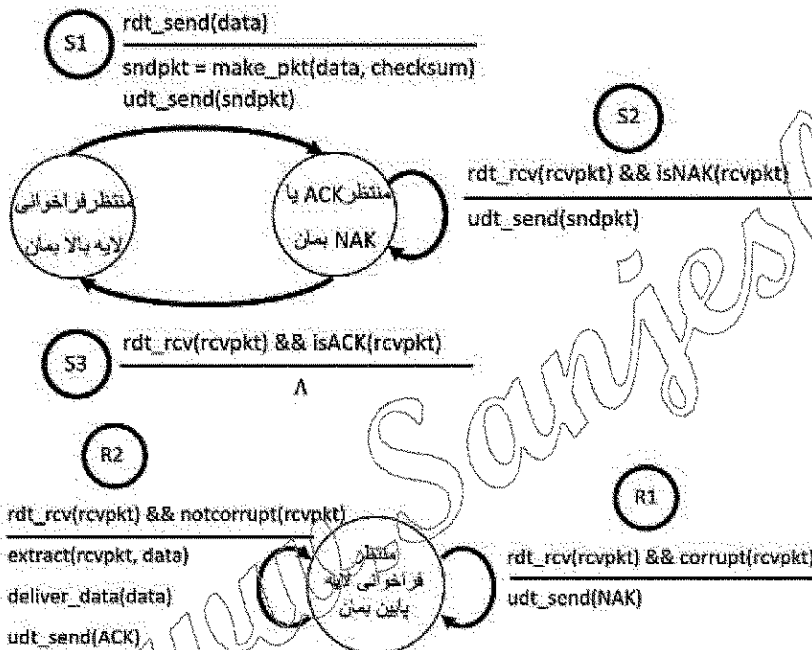 S1
rdt_send(data)
sndpkt = make_pkt(data, checksum)
udt_send(sndpkt)
S2
rdt_rcv(rcvpkt) && isNAK(rcvpkt)
udt_send(sndpkt)
منتظر فراخوانی
لایه بالا بمان
منتظر ACK یا
NAK بمان
S3
rdt_rcv(rcvpkt) && isACK(rcvpkt)
Λ
R2
rdt_rcv(rcvpkt) && notcorrupt(rcvpkt)
extract(rcvpkt, data)
deliver_data(data)
udt_send(ACK)
منتظر
فراخوانی لایه
پایین بمان
R1
rdt_rcv(rcvpkt) && corrupt(rcvpkt)
udt_send(NAK)